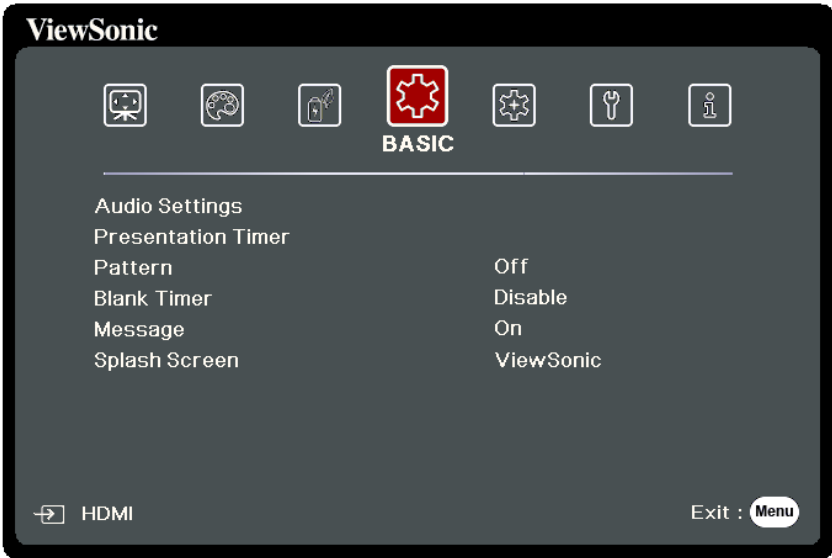 ViewSonic
BASIC
Audio Settings
Presentation Timer
Pattern Off
Blank Timer Disable
Message On
Splash Screen ViewSonic
HDMI Exit : Menu